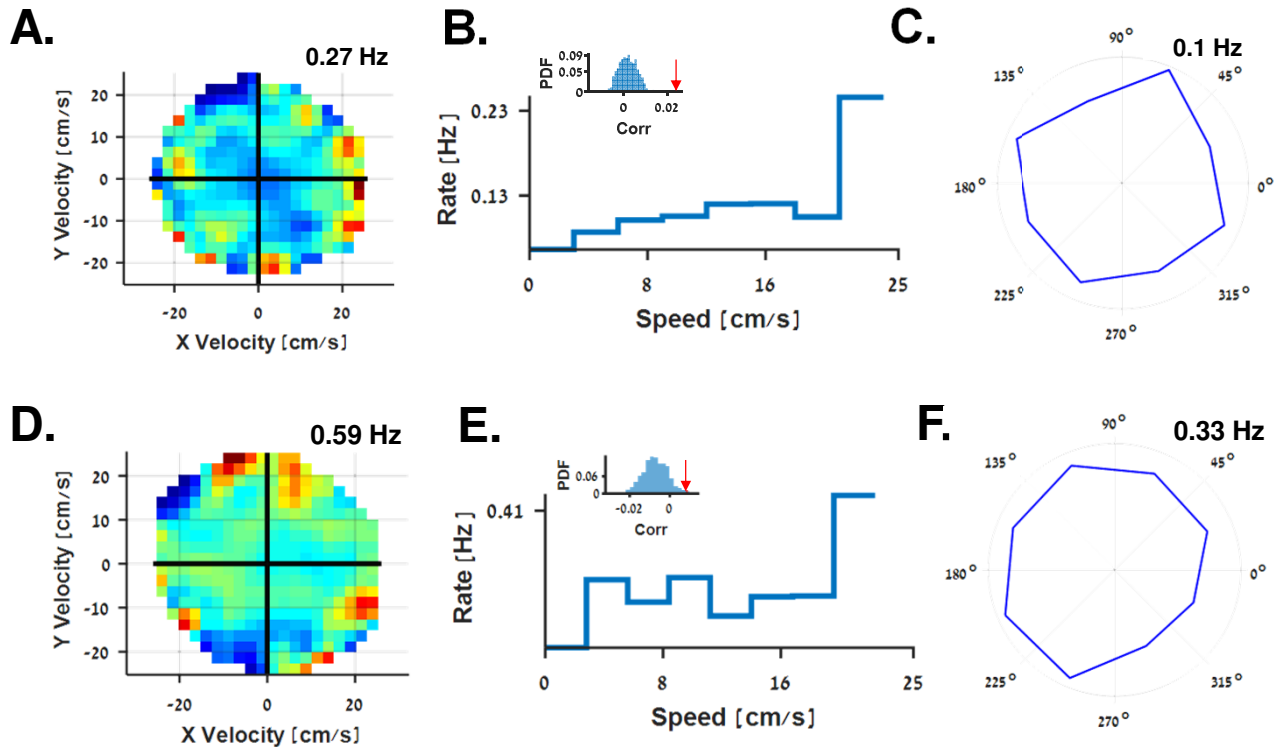 A.
0.27 Hz
Y Velocity [cm/s]
20
10
0
-10
-20
-20
0
20
X Velocity [cm/s]
B.
PDF
0.09
0.05
0
0
0.02
Corr
Rate [Hz]
0.23
0.13
0
8
16
25
Speed [cm/s]
C.
0.1 Hz
90°
135°
45°
180°
0°
225°
315°
270°
D.
0.59 Hz
Y Velocity [cm/s]
20
10
0
-10
-20
-20
0
20
X Velocity [cm/s]
E.
PDF
0.06
0
-0.02
0
Corr
Rate [Hz]
0.41
0
8
16
25
Speed [cm/s]
F.
0.33 Hz
90°
135°
45°
180°
0°
225°
315°
270°